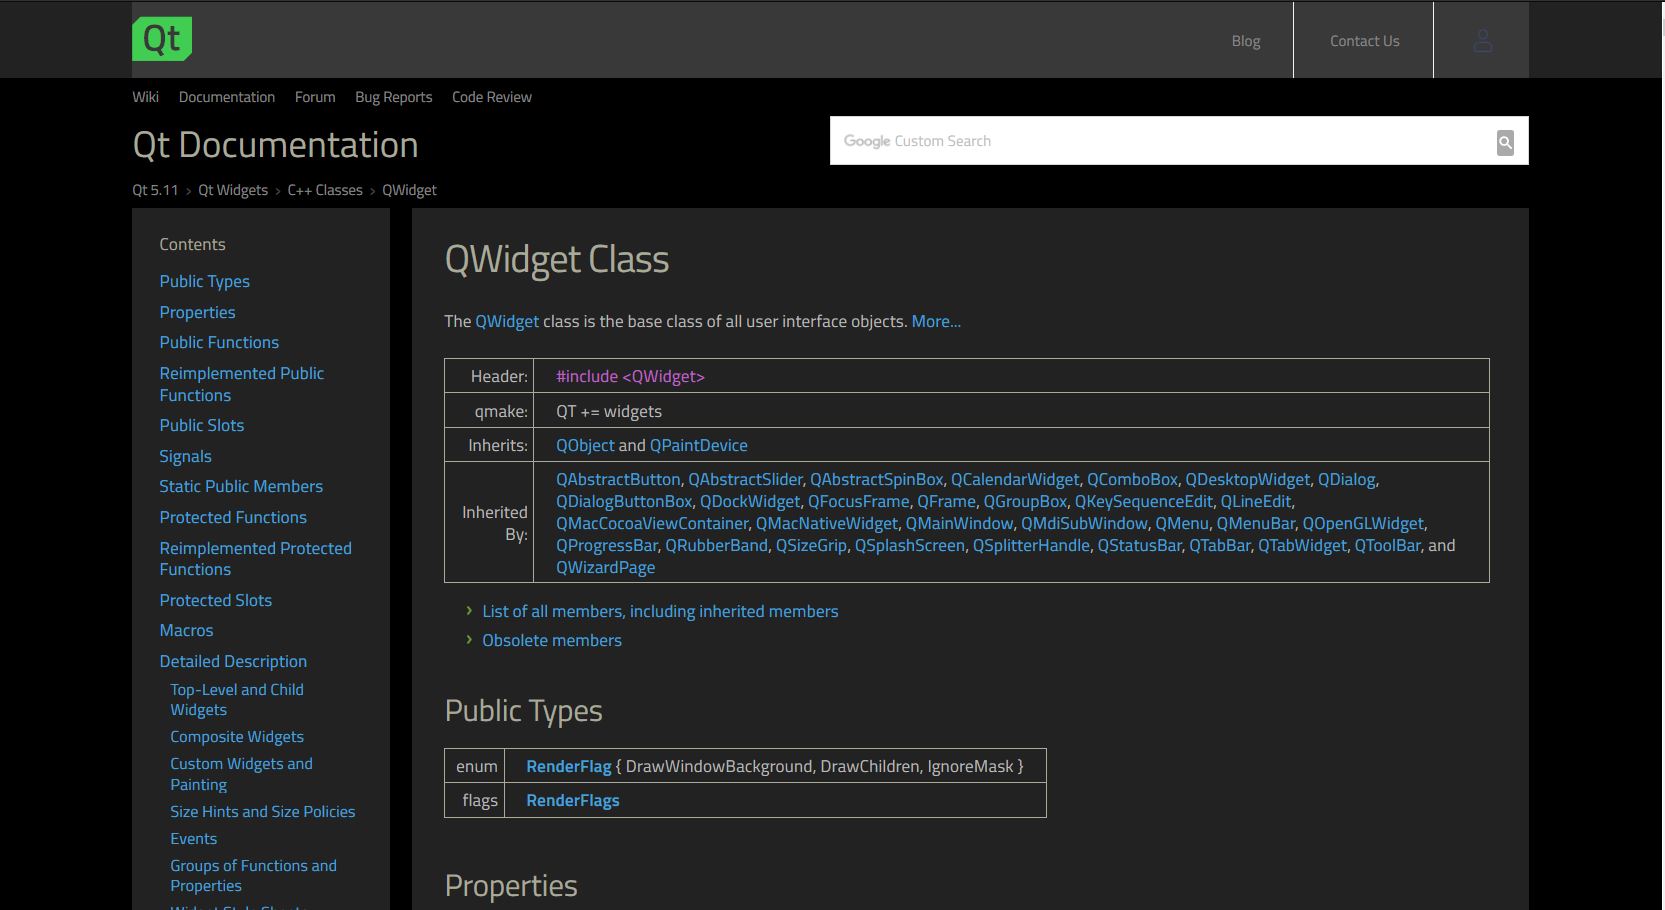 Qt
Blog
Contact Us
Wiki Documentation Forum Bug Reports Code Review
Qt Documentation
Google Custom Search
Qt 5.11 › Qt Widgets › C++ Classes › QWidget
Contents
Public Types
Properties
Public Functions
Reimplemented Public
Functions
Public Slots
Signals
Static Public Members
Protected Functions
Reimplemented Protected
Functions
Protected Slots
Macros
Detailed Description
Top-Level and Child
Widgets
Composite Widgets
Custom Widgets and
Painting
Size Hints and Size Policies
Events
Groups of Functions and
Properties
Widget Style Sheets
QWidget Class
The QWidget class is the base class of all user interface objects. More...
Header: #include <QWidget>
qmake: QT += widgets
Inherits: QObject and QPaintDevice
Inherited
By:
QAbstractButton, QAbstractSlider, QAbstractSpinBox, QCalendarWidget, QComboBox, QDesktopWidget, QDialog,
QDialogButtonBox, QDockWidget, QFocusFrame, QFrame, QGroupBox, QKeySequenceEdit, QLineEdit,
QMacCocoaViewContainer, QMacNativeWidget, QMainWindow, QMdiSubWindow, QMenu, QMenuBar, QOpenGLWidget,
QProgressBar, QRubberBand, QSizeGrip, QSplashScreen, QSplitterHandle, QStatusBar, QTabBar, QTabWidget, QToolBar, and
QWizardPage
› List of all members, including inherited members
› Obsolete members
Public Types
enum RenderFlag { DrawWindowBackground, DrawChildren, IgnoreMask }
flags RenderFlags
Properties